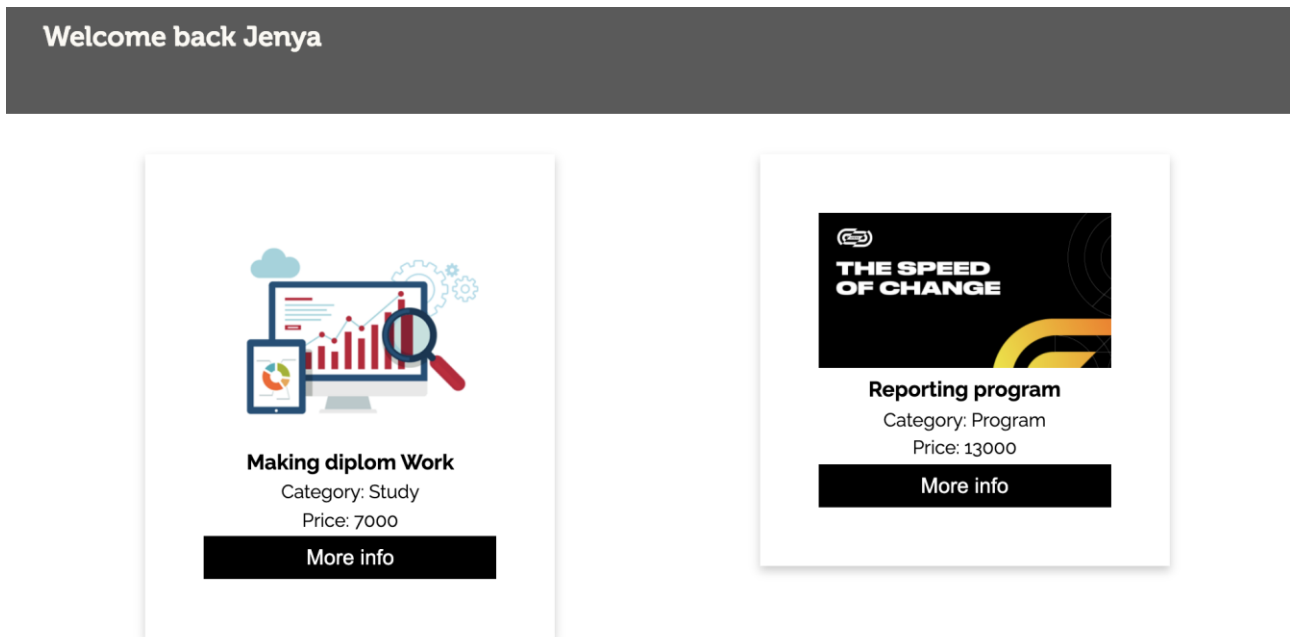 Welcome back Jenya
Making diplom Work
Category: Study
Price: 7000
More info
THE SPEED
OF CHANGE
Reporting program
Category: Program
Price: 13000
More info